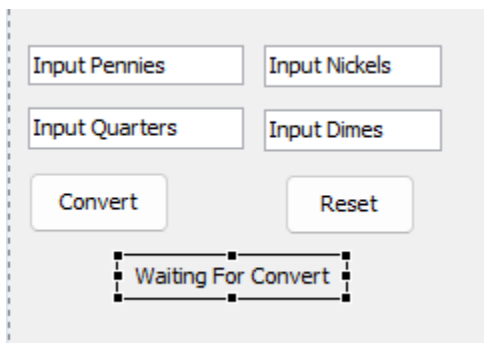 Input Pennies
Input Nickels
Input Quarters
Input Dimes
Convert
Reset
Waiting For Convert